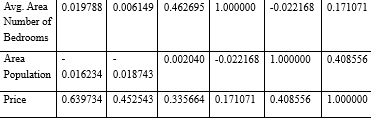 Avg. Area 0.019788 0.006149 0.462695 1.000000 -0.022168 0.171071
Number of
Bedrooms
Area - - 0.002040 -0.022168 1.000000 0.408556
Population 0.016234 0.018743
Price 0.639734 0.452543 0.335664 0.171071 0.408556 1.000000